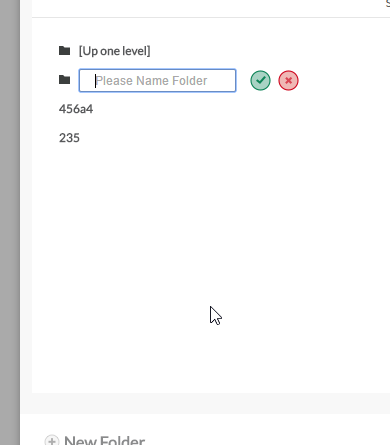 [Up one level]
Please Name Folder
456a4
235
New Folder